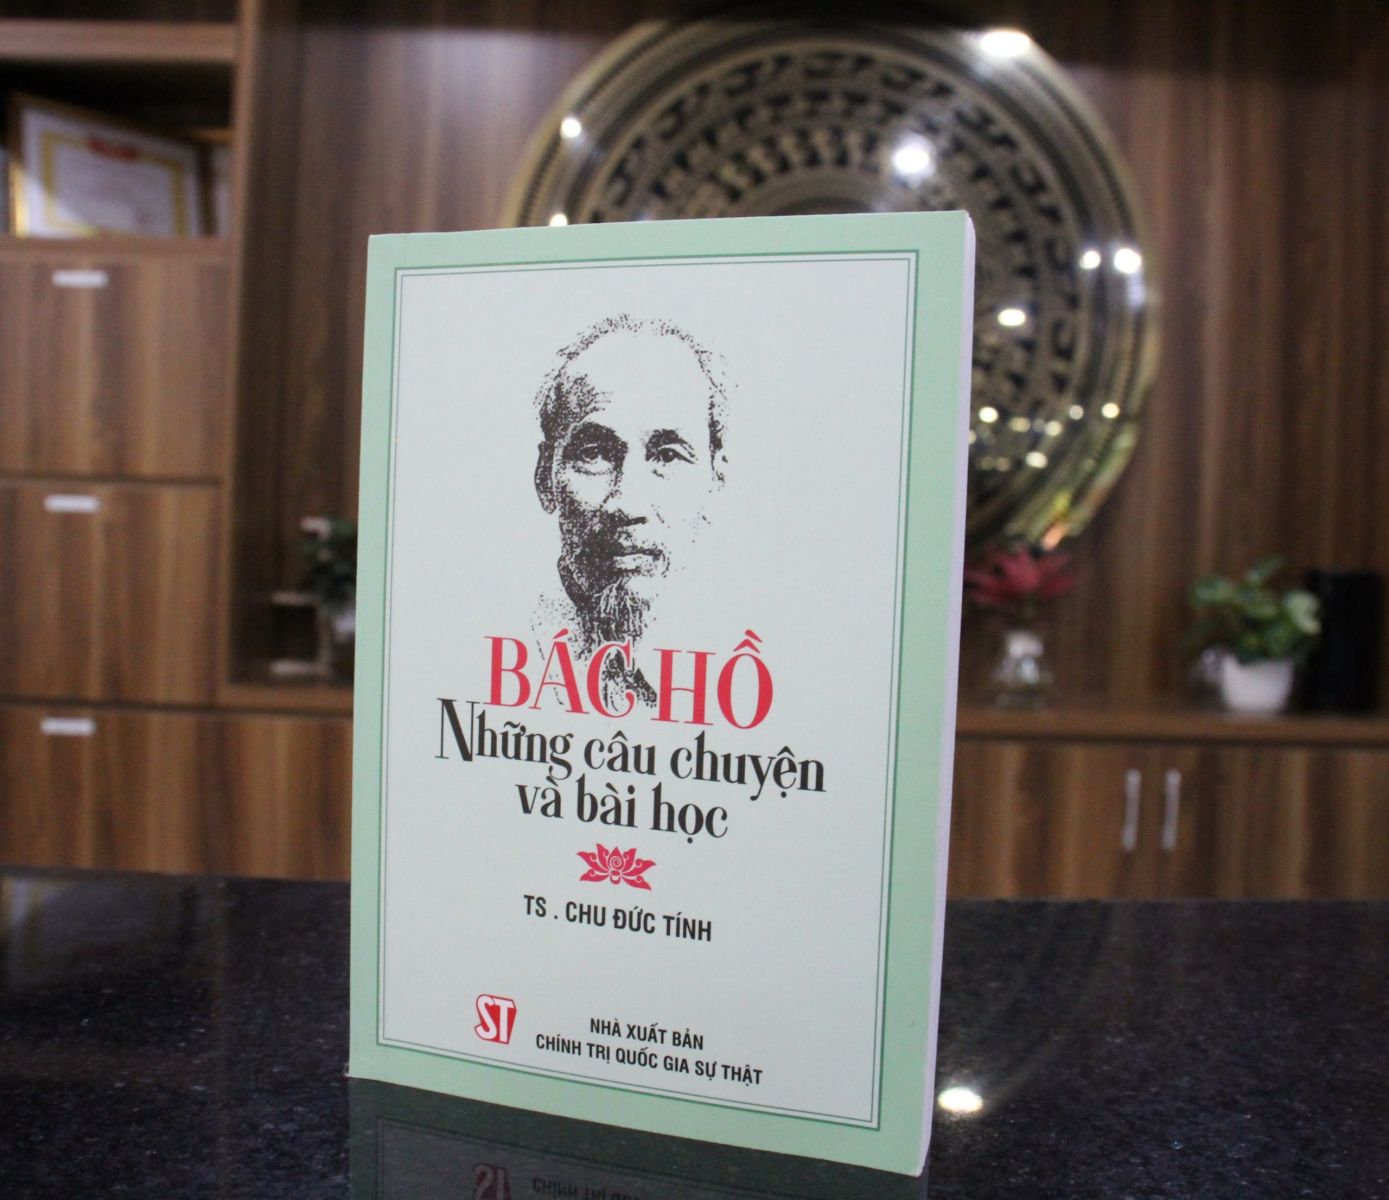 BÁC HỒ
Những câu chuyện
và bài học
TS . CHU ĐỨC TÍNH
ST
NHÀ XUẤT BẢN
CHÍNH TRỊ QUỐC GIA SỰ THẬT